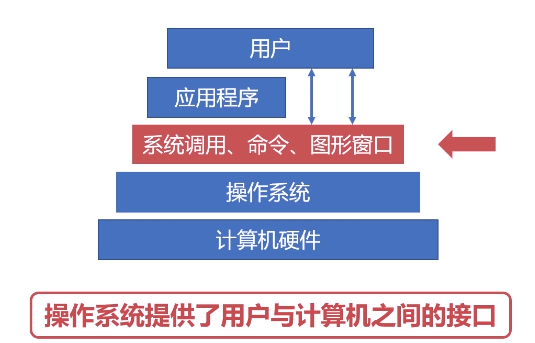 用户
应用程序
系统调用、命令、图形窗口
操作系统
计算机硬件
操作系统提供了用户与计算机之间的接口